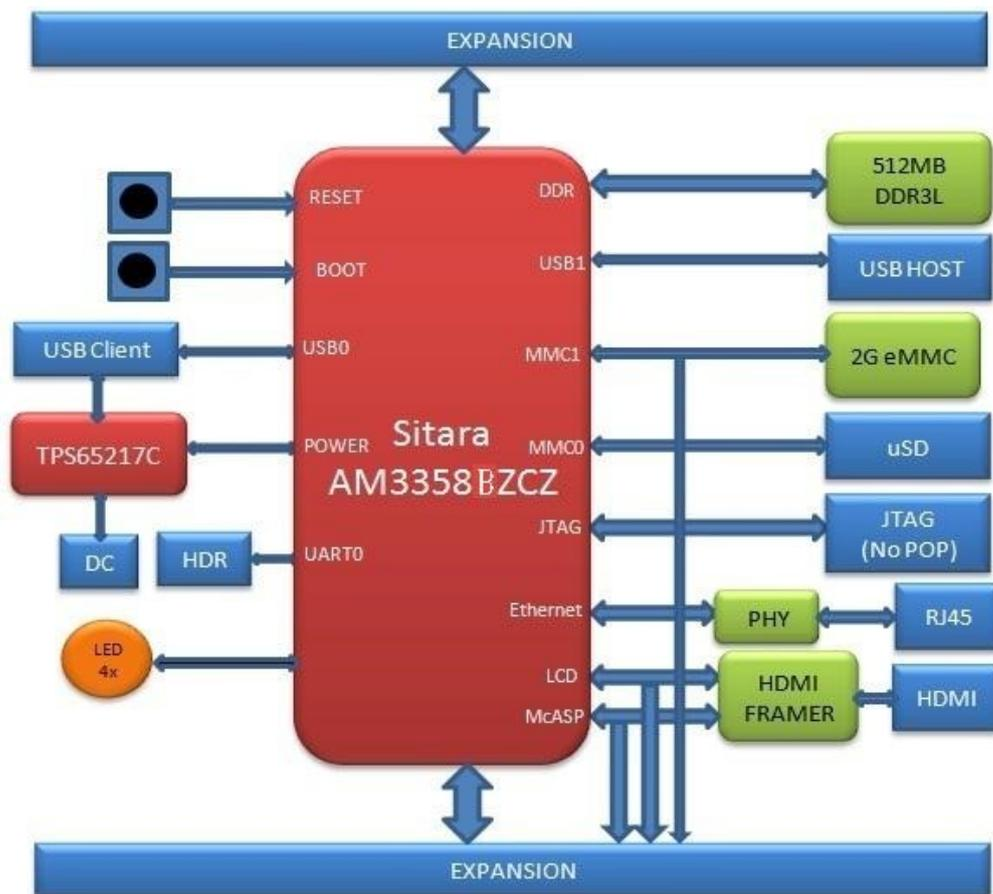 EXPANSION
RESET
BOOT
USB Client
USB0
TPS65217C
POWER
DC
HDR
UART0
LED
4x
Sitara
AM3358BZCZ
DDR
USB1
MMC1
MMC0
JTAG
Ethernet
LCD
McASP
512MB
DDR3L
USB HOST
2G eMMC
uSD
JTAG
(No POP)
PHY
RJ45
HDMI
FRAMER
HDMI
EXPANSION